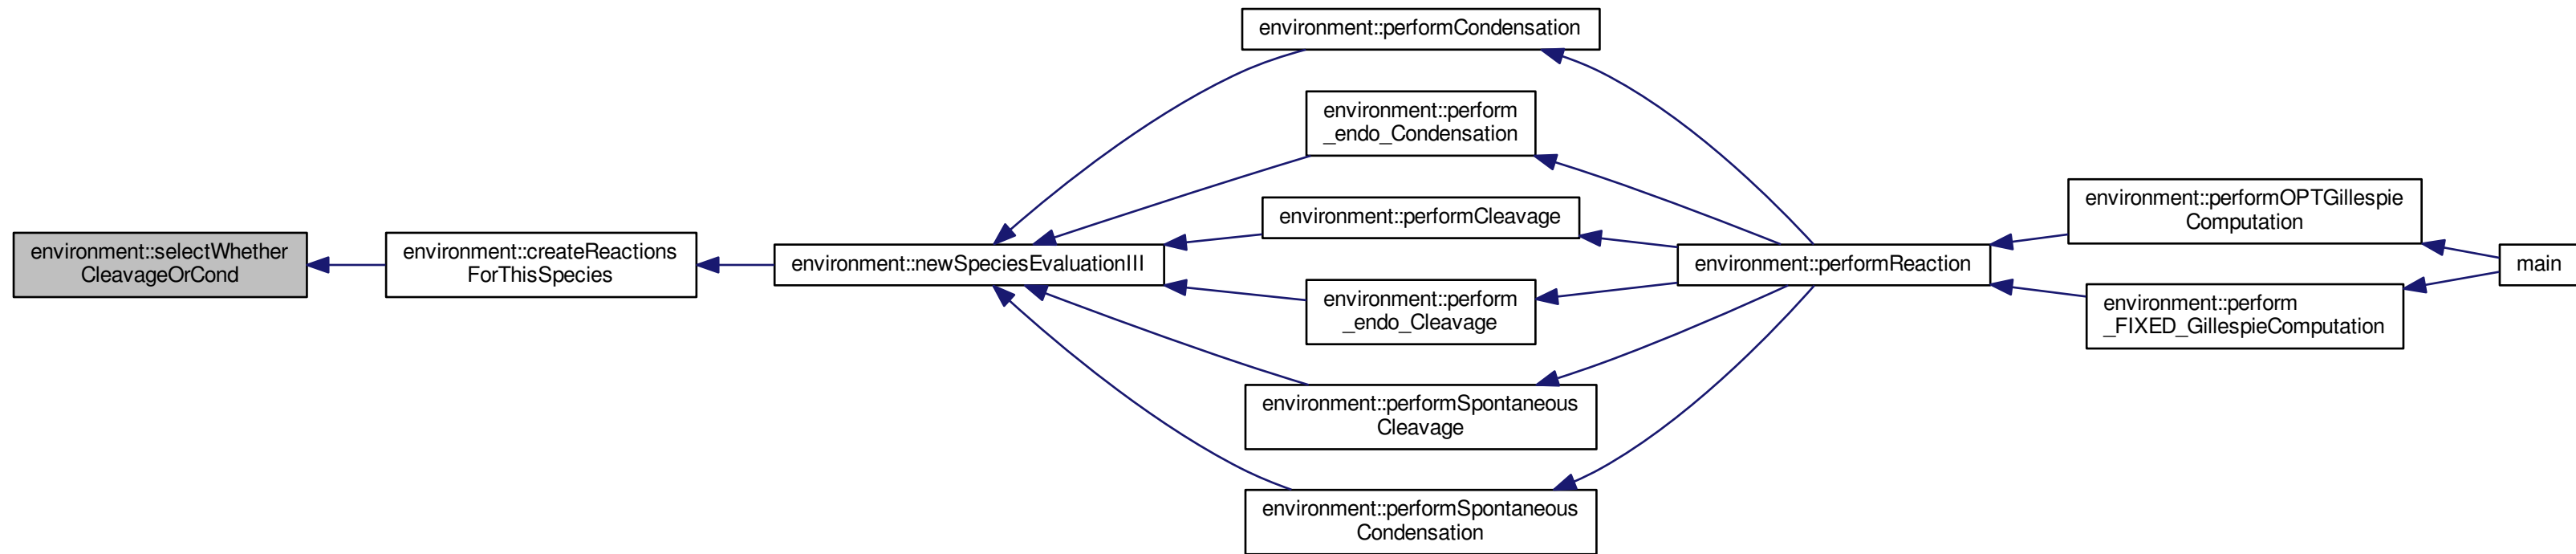 environment::selectWhether
CleavageOrCond
environment::createReactions
ForThisSpecies
environment::newSpeciesEvaluationIII
environment::performCondensation
environment::perform
_endo_Condensation
environment::performCleavage
environment::perform
_endo_Cleavage
environment::performSpontaneous
Cleavage
environment::performSpontaneous
Condensation
environment::performReaction
environment::performOPTGillespie
Computation
environment::perform
_FIXED_GillespieComputation
main